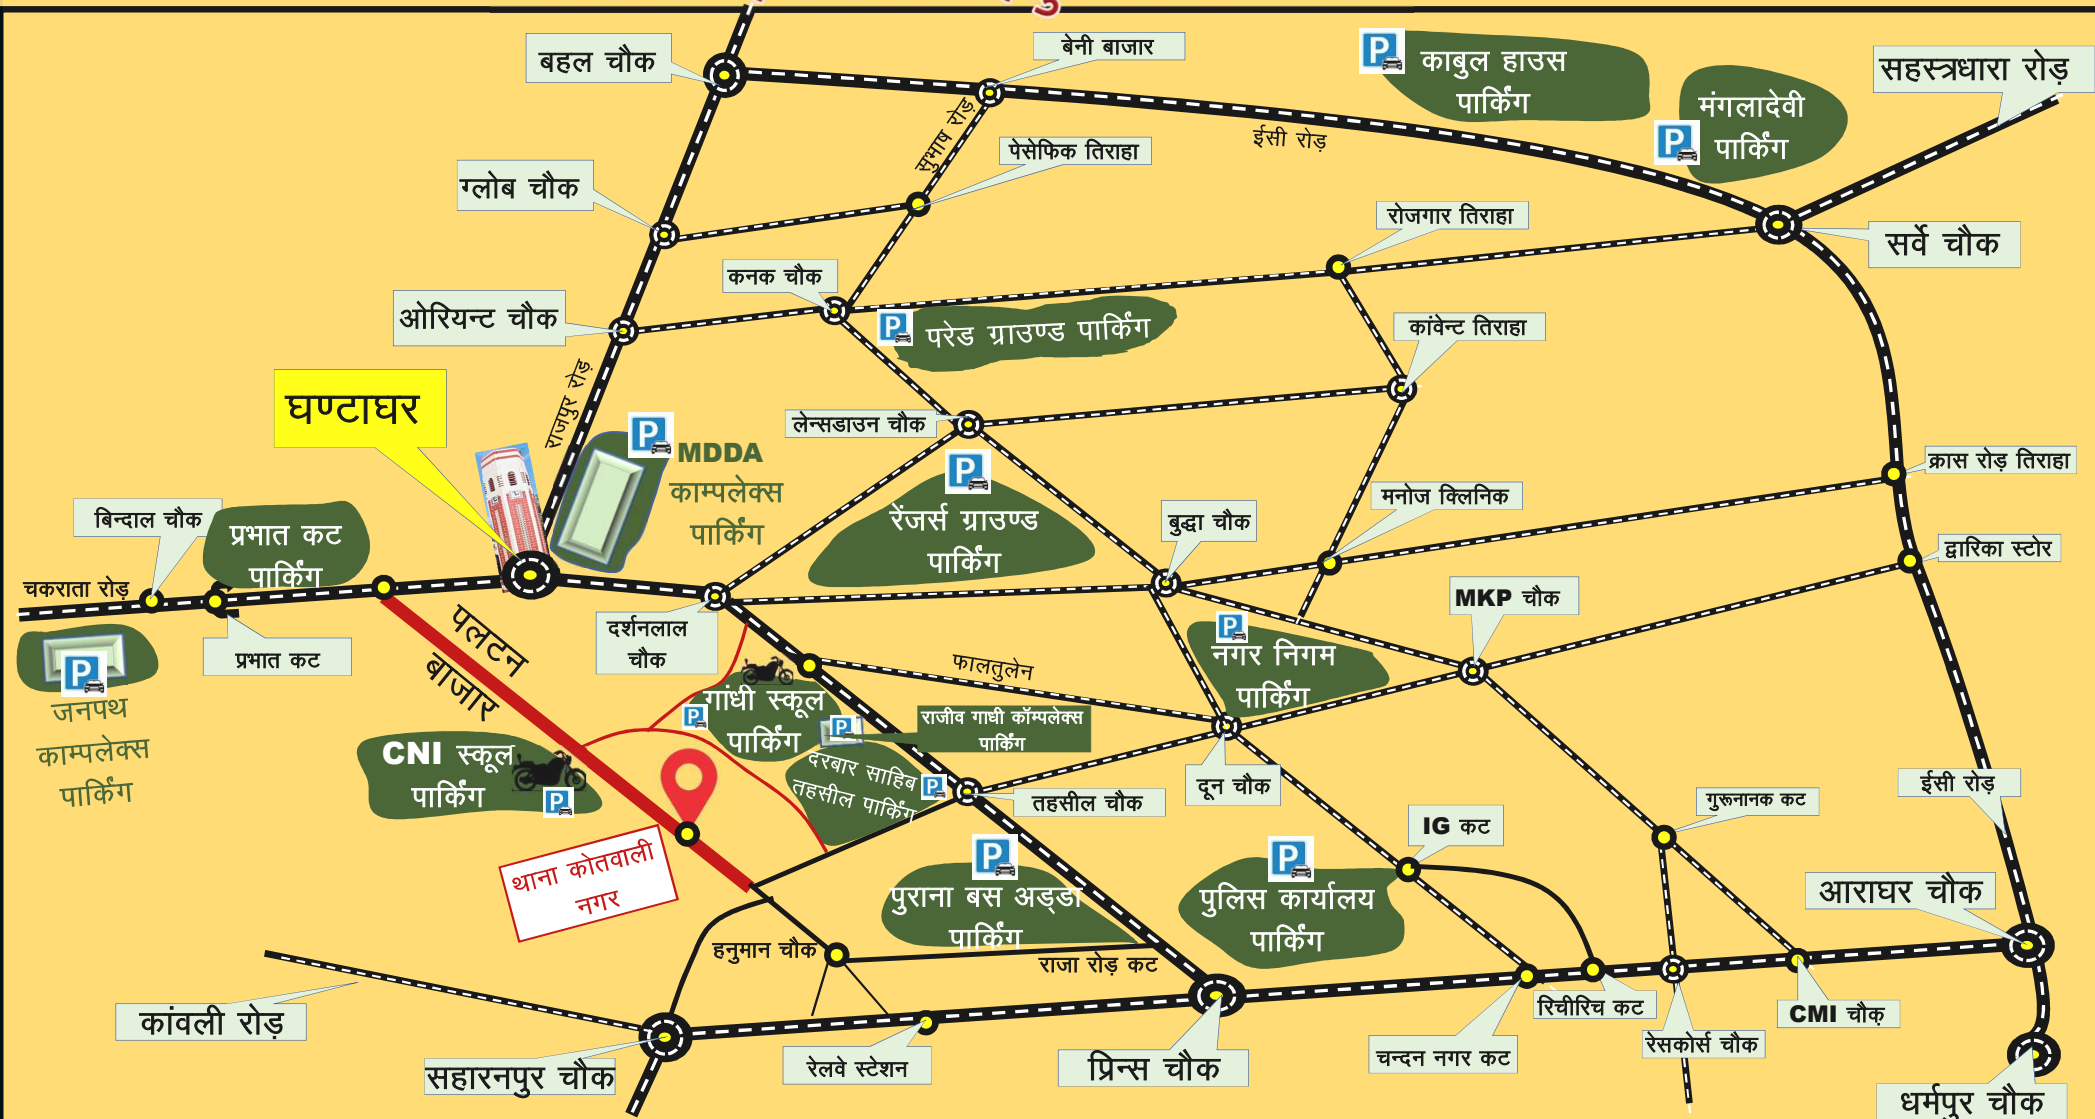 बहल चौक
बेनी बाजार
काबुल हाउस
पार्किंग
सहस्त्रधारा रोड़
मंगलादेवी
पार्किंग
सुभाष रोड़
ईसी रोड़
पेसेफिक तिराहा
ग्लोब चौक
रोजगार तिराहा
सर्वे चौक
कनक चौक
ओरियन्ट चौक
परेड ग्राउण्ड पार्किंग
कांवेन्ट तिराहा
घण्टाघर
राजपुर रोड़
लेन्सडाउन चौक
MDDA
काम्पलेक्स
पार्किंग
क्रास रोड़ तिराहा
मनोज क्लिनिक
रेंजर्स ग्राउण्ड
पार्किंग
बुद्धा चौक
बिन्दाल चौक
प्रभात कट
पार्किंग
द्वारिका स्टोर
चकराता रोड़
MKP चौक
पलटन
बाजार
दर्शनलाल
चौक
प्रभात कट
जनपथ
काम्पलेक्स
पार्किंग
फालतुलेन
नगर निगम
पार्किंग
गांधी स्कूल
पार्किंग
राजीव गाधी कॉम्पलेक्स
पार्किंग
CNI स्कूल
पार्किंग
दरबार साहिब
तहसील पार्किंग
तहसील चौक
दून चौक
ईसी रोड़
गुरूनानक कट
IG कट
थाना कोतवाली
नगर
पुराना बस अड्डा
पार्किंग
पुलिस कार्यालय
पार्किंग
आराघर चौक
हनुमान चौक
राजा रोड़ कट
कांवली रोड़
रिचीरिच कट
CMI चौक़
रेसकोर्स चौक
चन्दन नगर कट
सहारनपुर चौक
रेलवे स्टेशन
प्रिन्स चौक
धर्मपुर चौक
P
P
P
P
P
P
P
P
P
P
P
P
P